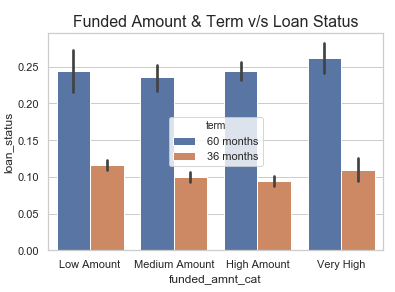 Funded Amount & Term v/s Loan Status
loan_status
0.25
0.20
0.15
0.10
0.05
0.00
term
60 months
36 months
Low Amount Medium Amount High Amount Very High
funded_amnt_cat